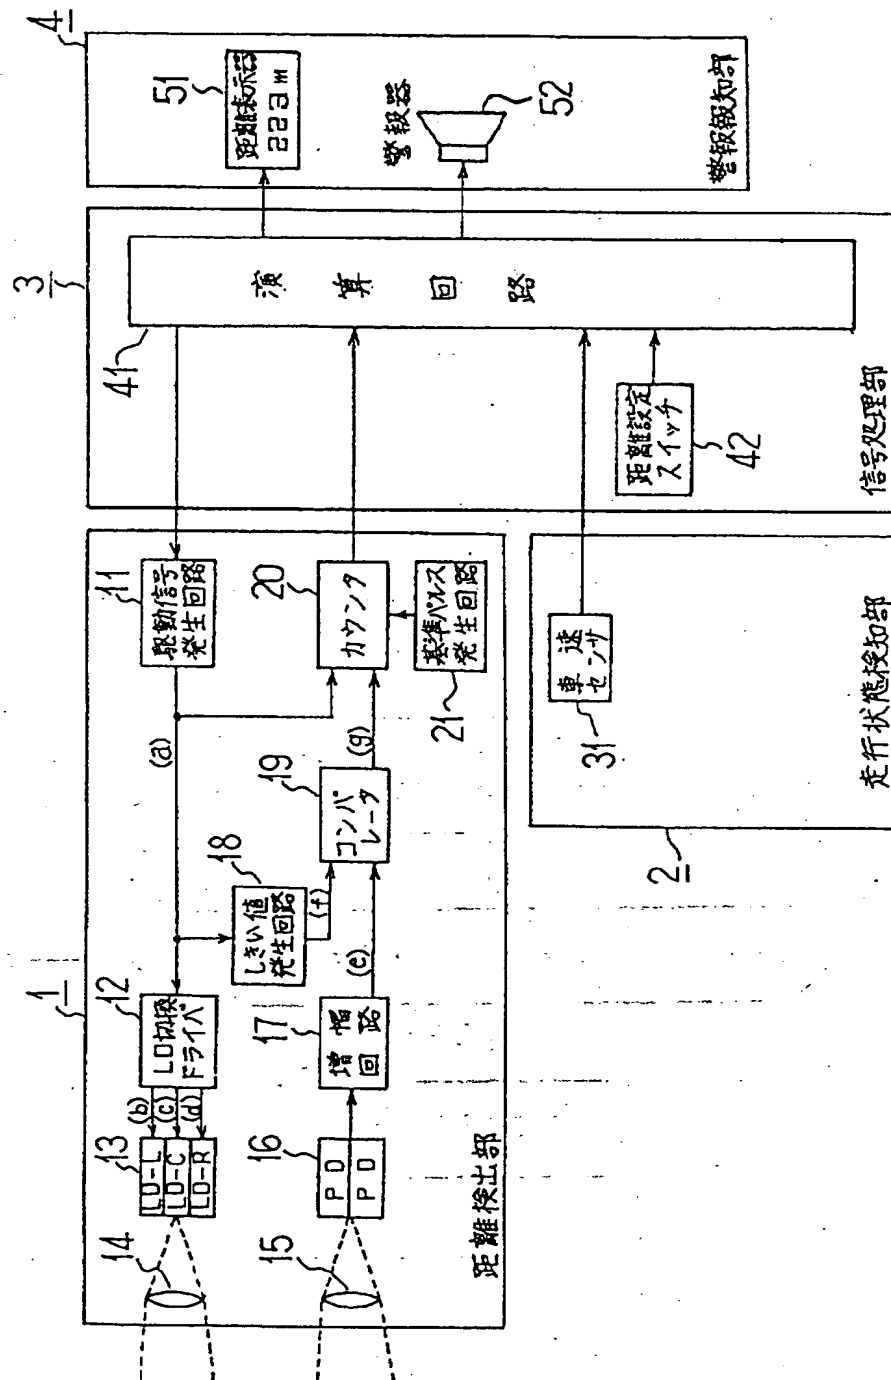 1
14
13
LD-L
LD-C
LD-R
(b)
(c)
(d)
12
LD切換
ドライバ
(a)
11
駆動信号
発生回路
18
しきい値
発生回路
(f)
15
16
PD
PD
17
増幅
回路
(e)
19
コンパ
レータ
(g)
20
カウンタ
21
基準パルス
発生回路
距離検出部
2
31
車速
センサ
走行状態検知部
3
41
演算回路
42
距離設定
スイッチ
信号処理部
4
51
距離表示器
223m
警報器
52
警報報知部